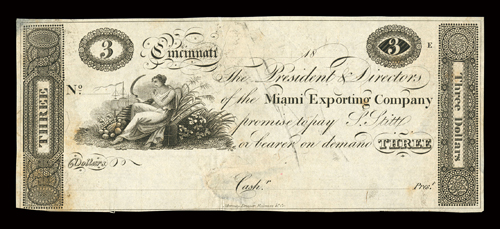 3
Cincinnati
18
3
E
THREE
Three Dollars
No.
The President & Directors
of the Miami Exporting Company
promise to pay
or bearer on demand THREE
Dollars
Cash.r
Pres.t